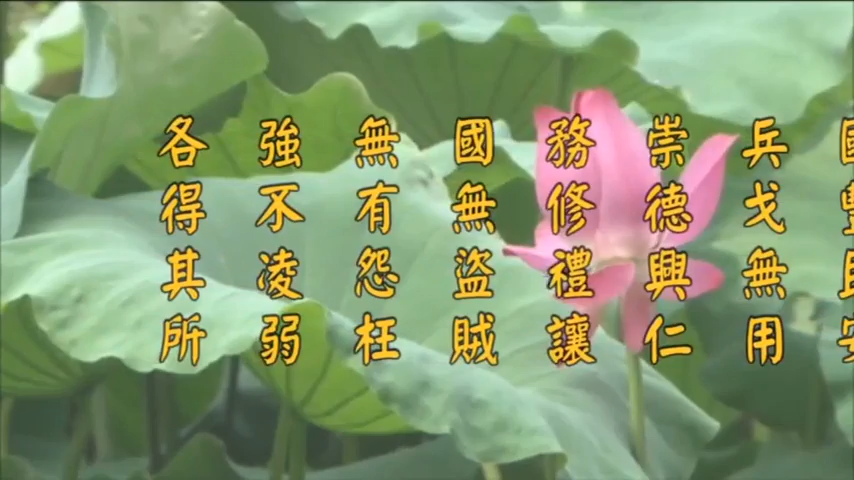 兵戈無用
崇德興仁
務修禮讓
國無盜賊
無有怨枉
強不凌弱
各得其所